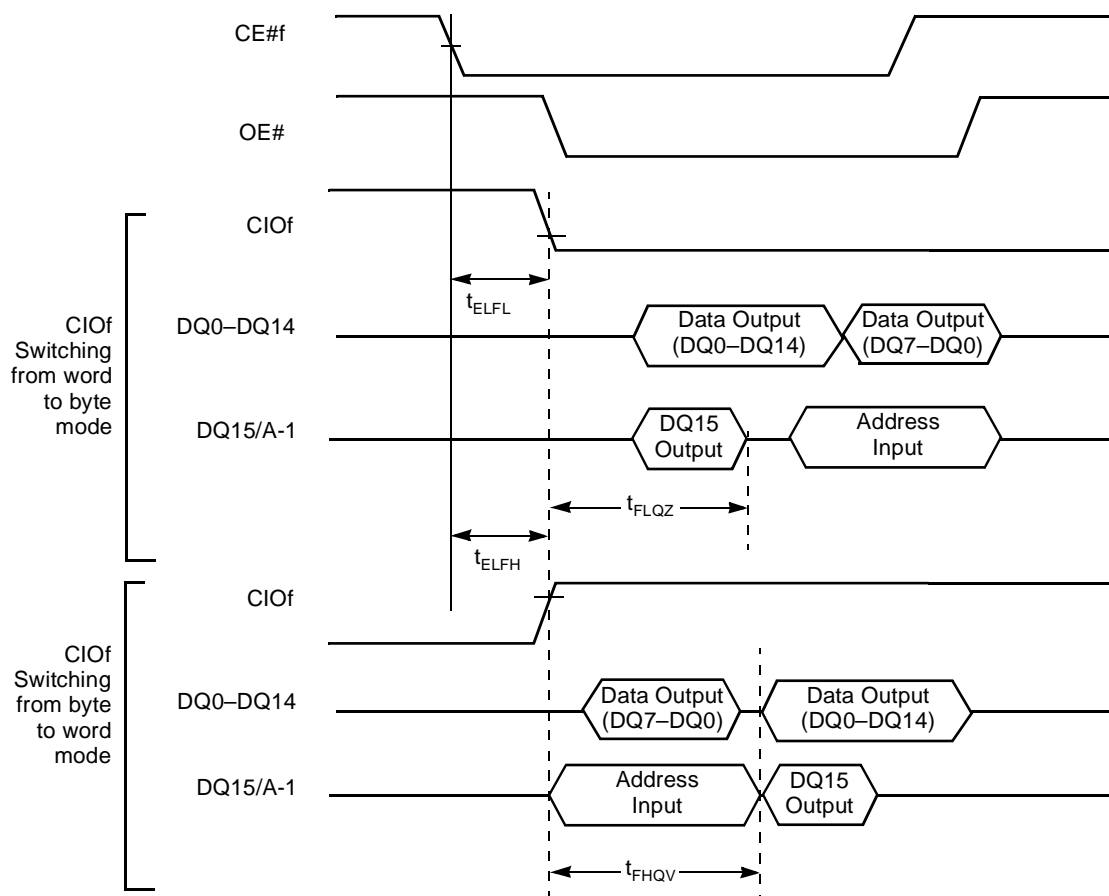 CE#f
OE#
CIOf
Switching
from word
to byte
mode
CIOf
tELFL
DQ0–DQ14
Data Output
(DQ0–DQ14)
Data Output
(DQ7–DQ0)
DQ15/A-1
DQ15
Output
Address
Input
tFLQZ
tELFH
CIOf
Switching
from byte
to word
mode
CIOf
DQ0–DQ14
Data Output
(DQ7–DQ0)
Data Output
(DQ0–DQ14)
DQ15/A-1
Address
Input
DQ15
Output
tFHQV